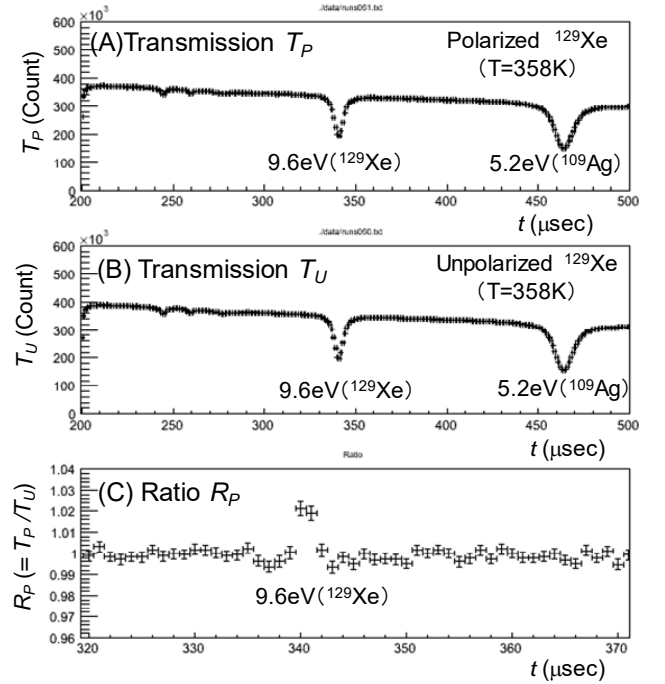 ./data/runs051.txt
×10³
(A)Transmission T_P
Polarized ¹²⁹Xe
(T=358K)
600
500
400
300
200
100
0
T_P (Count)
9.6eV(¹²⁹Xe)
5.2eV(¹⁰⁹Ag)
200 250 300 350 400 450 500
t (μsec)
./data/runs050.txt
×10³
(B) Transmission T_U
Unpolarized ¹²⁹Xe
(T=358K)
600
500
400
300
200
100
0
T_U (Count)
9.6eV(¹²⁹Xe)
5.2eV(¹⁰⁹Ag)
200 250 300 350 400 450 500
t (μsec)
Ratio
(C) Ratio R_P
1.04
1.03
1.02
1.01
1
0.99
0.98
0.97
0.96
R_P (= T_P/T_U)
9.6eV(¹²⁹Xe)
320 330 340 350 360 370
t (μsec)